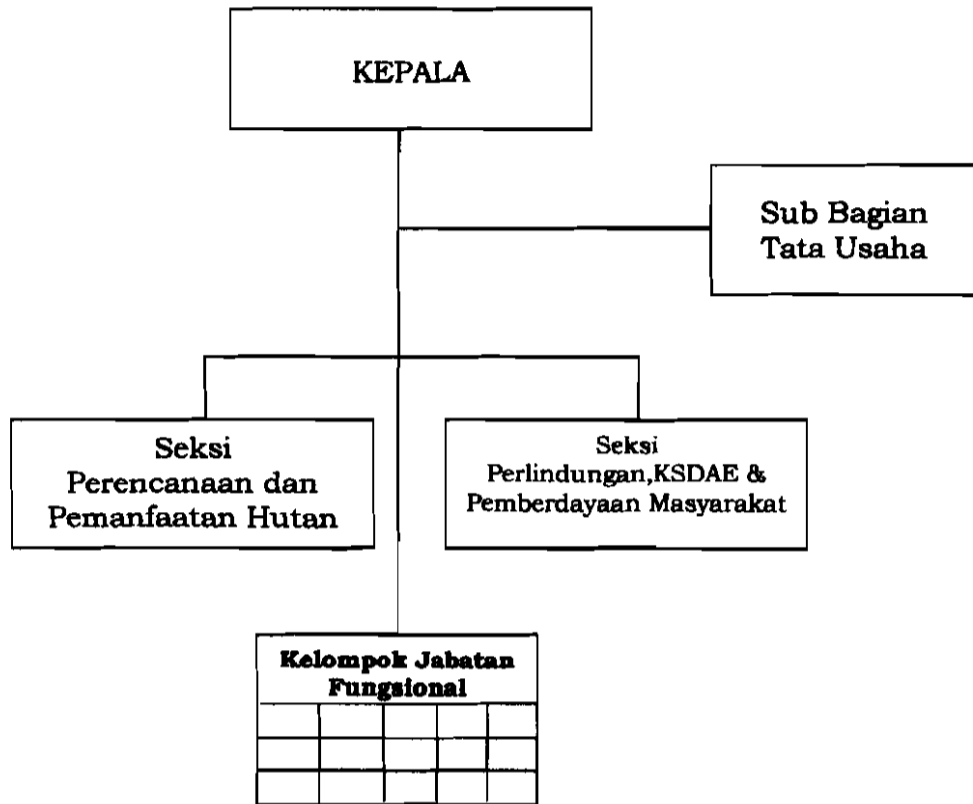 KEPALA
Sub Bagian
Tata Usaha
Seksi
Perencanaan dan
Pemanfaatan Hutan
Seksi
Perlindungan,KSDAE &
Pemberdayaan Masyarakat
Kelompok Jabatan
Fungsional